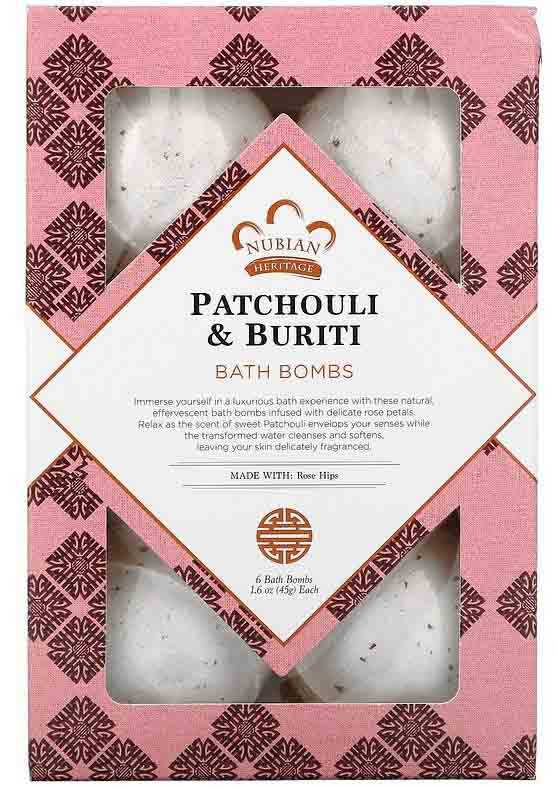 NUBIAN
HERITAGE
PATCHOULI
& BURITI
BATH BOMBS
Immerse yourself in a luxurious bath experience with these natural,
effervescent bath bombs infused with delicate rose petals.
Relax as the scent of sweet Patchouli envelops your senses while
the transformed water cleanses and softens,
leaving your skin delicately fragranced.
MADE WITH: Rose Hips
6 Bath Bombs
1.6 oz (45g) Each